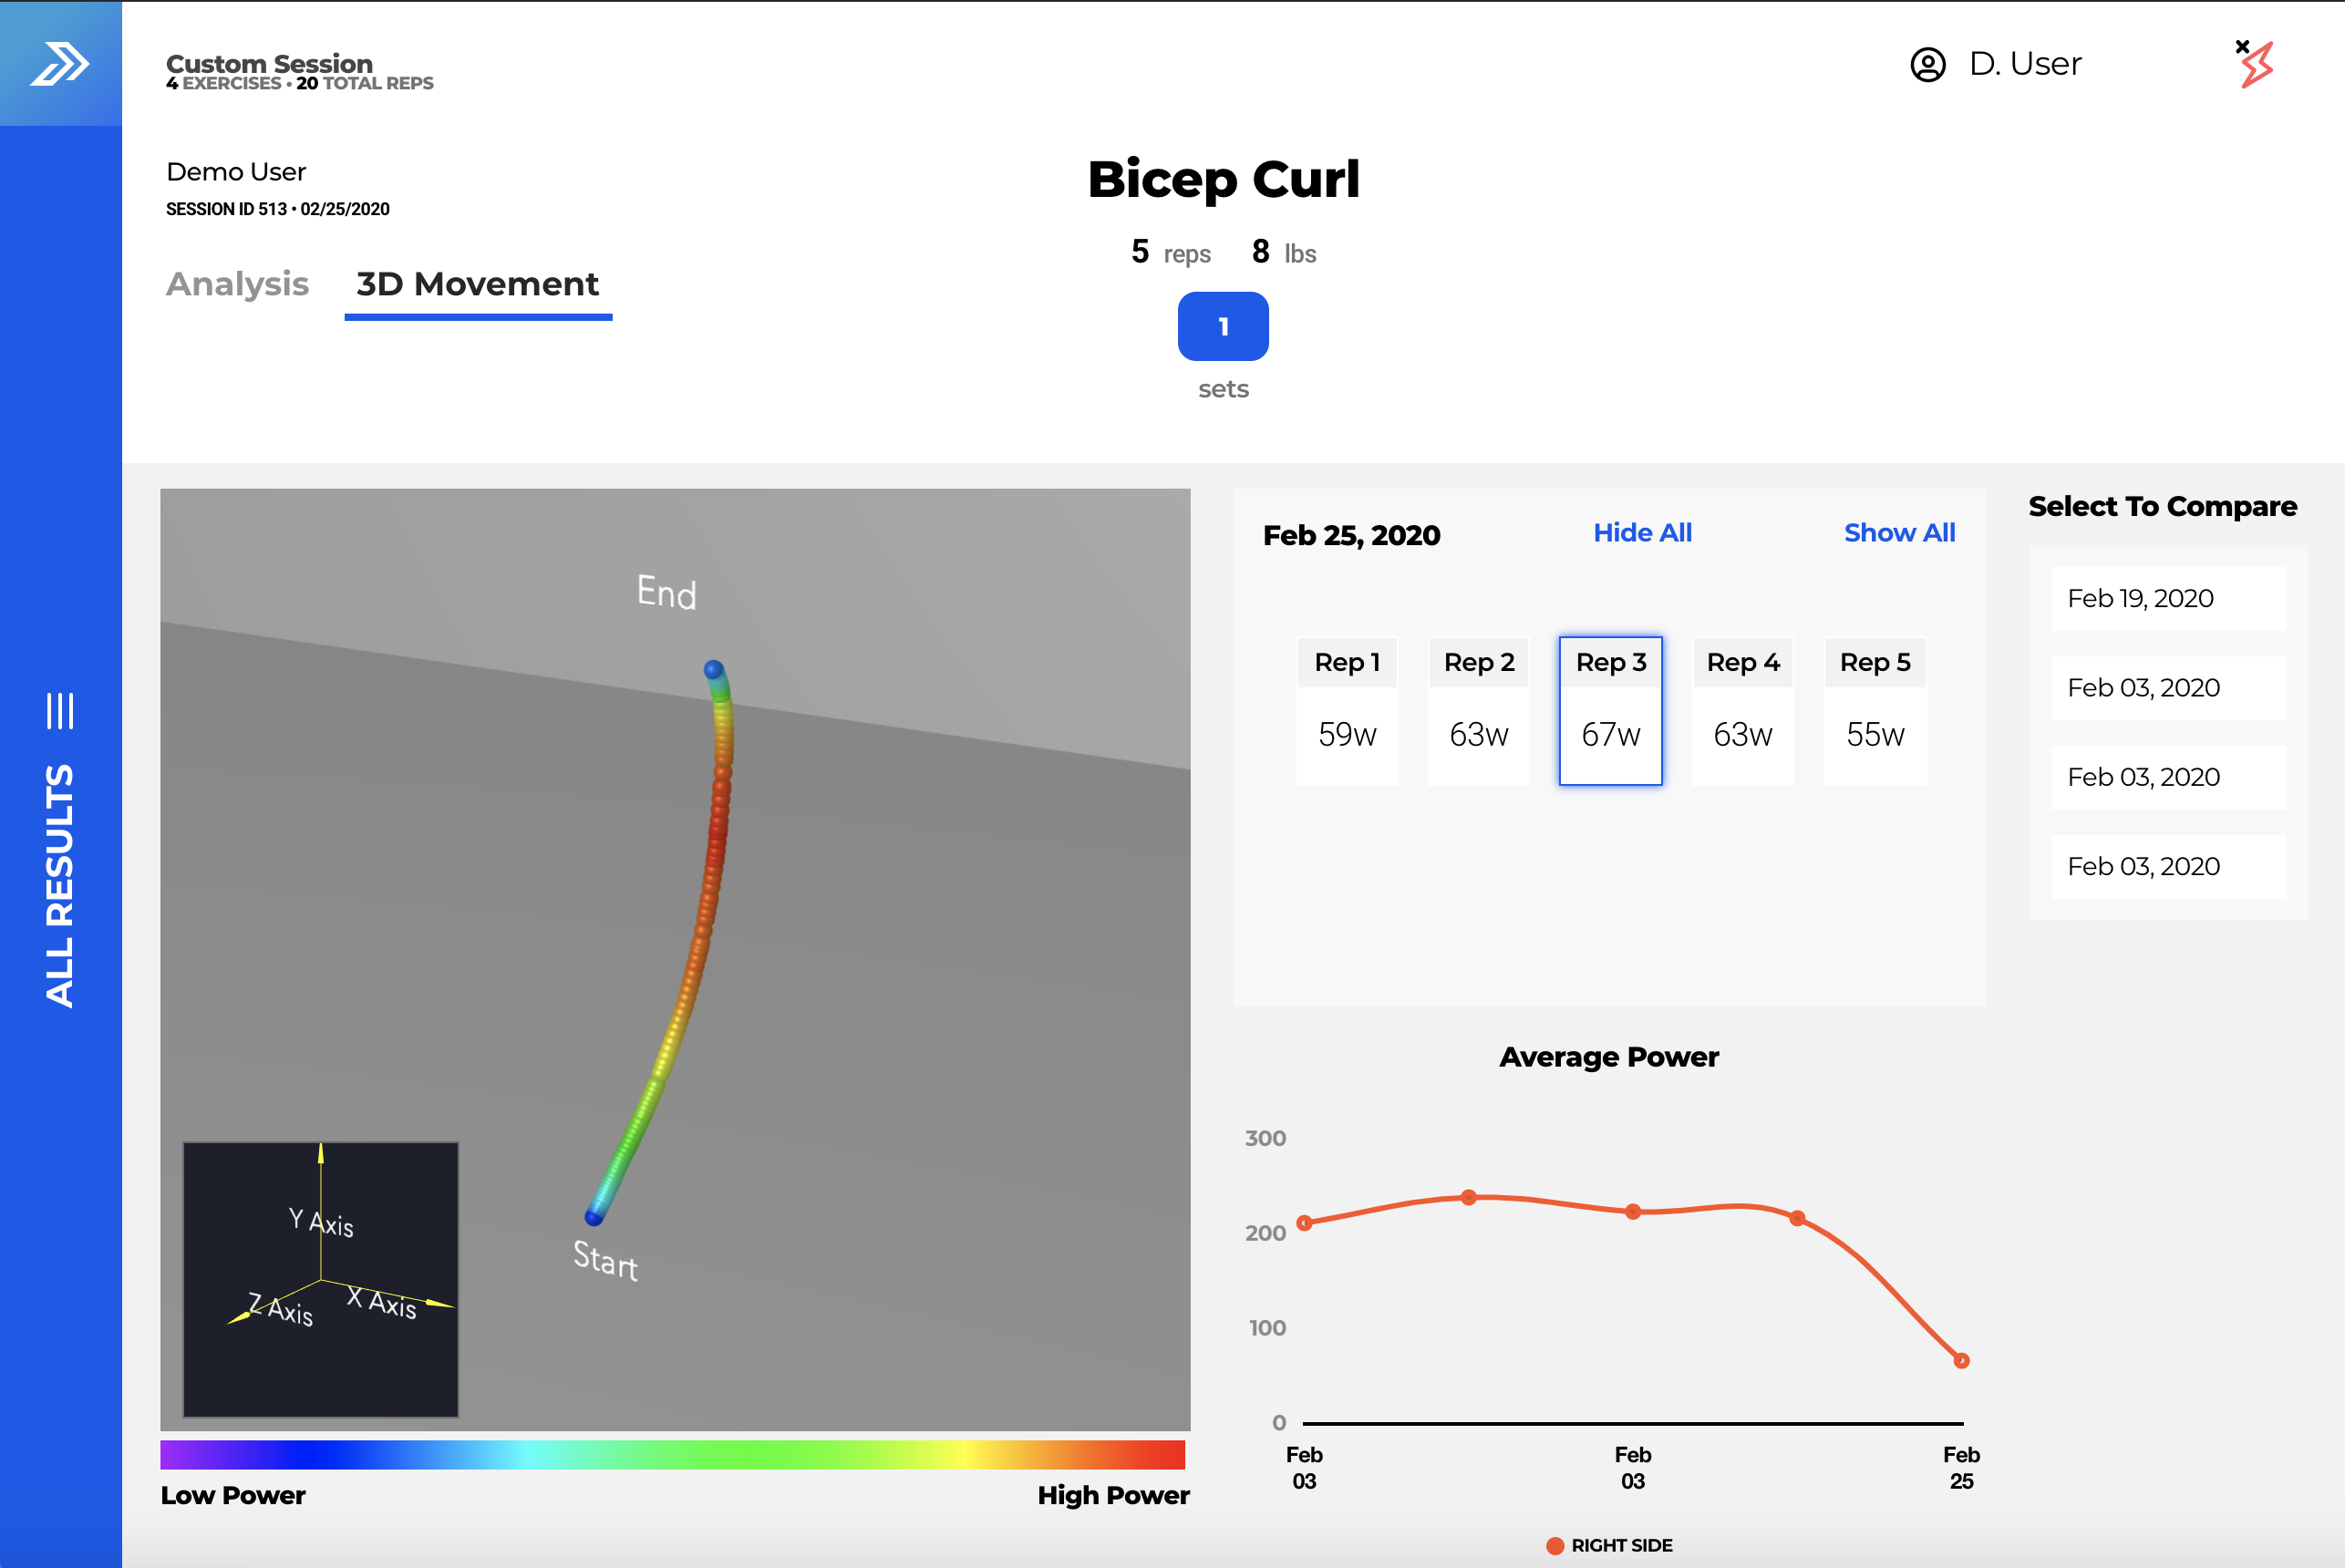 Custom Session
4 EXERCISES • 20 TOTAL REPS
D. User
Demo User
SESSION ID 513 • 02/25/2020
Analysis
3D Movement
Bicep Curl
5 reps 8 lbs
1
sets
ALL RESULTS
End
Start
Y Axis
Z Axis
X Axis
Low Power
High Power
Feb 25, 2020
Hide All
Show All
Rep 1
Rep 2
Rep 3
Rep 4
Rep 5
59w
63w
67w
63w
55w
Select To Compare
Feb 19, 2020
Feb 03, 2020
Feb 03, 2020
Feb 03, 2020
Average Power
300
200
100
0
Feb
03
Feb
03
Feb
25
RIGHT SIDE